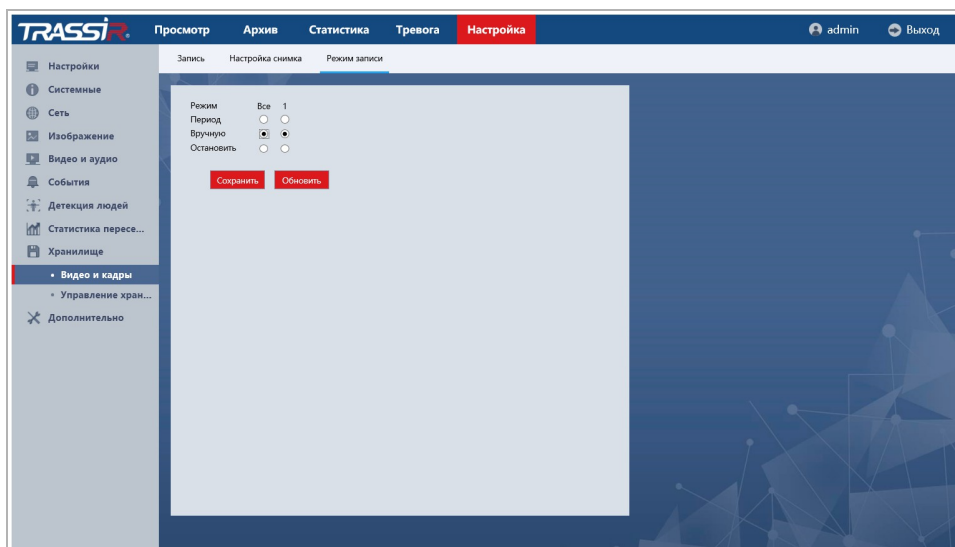 TRASSIR Просмотр Архив Статистика Тревога Настройка admin Выход
Запись Настройка снимка Режим записи
Настройки
Системные
Сеть
Изображение
Видео и аудио
События
Детекция людей
Статистика пересе...
Хранилище
• Видео и кадры
• Управление хран...
Дополнительно
Режим Все 1
Период
Вручную
Остановить
Сохранить Обновить